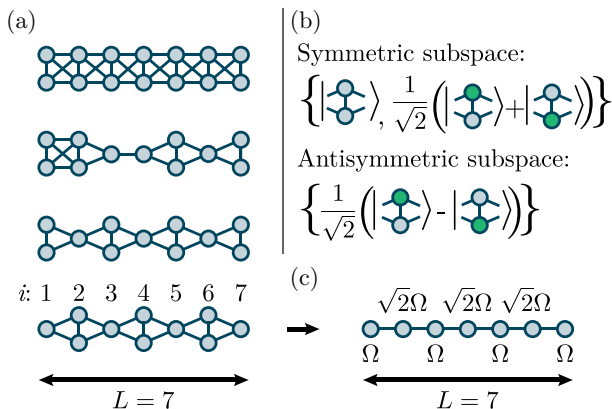 (a)
i: 1 2 3 4 5 6 7
L = 7
(b)
Symmetric subspace:
{| ⟩, 1/√2 (| ⟩+| ⟩)}
Antisymmetric subspace:
{1/√2 (| ⟩ - | ⟩)}
(c)
√2Ω √2Ω √2Ω
Ω Ω Ω Ω
L = 7